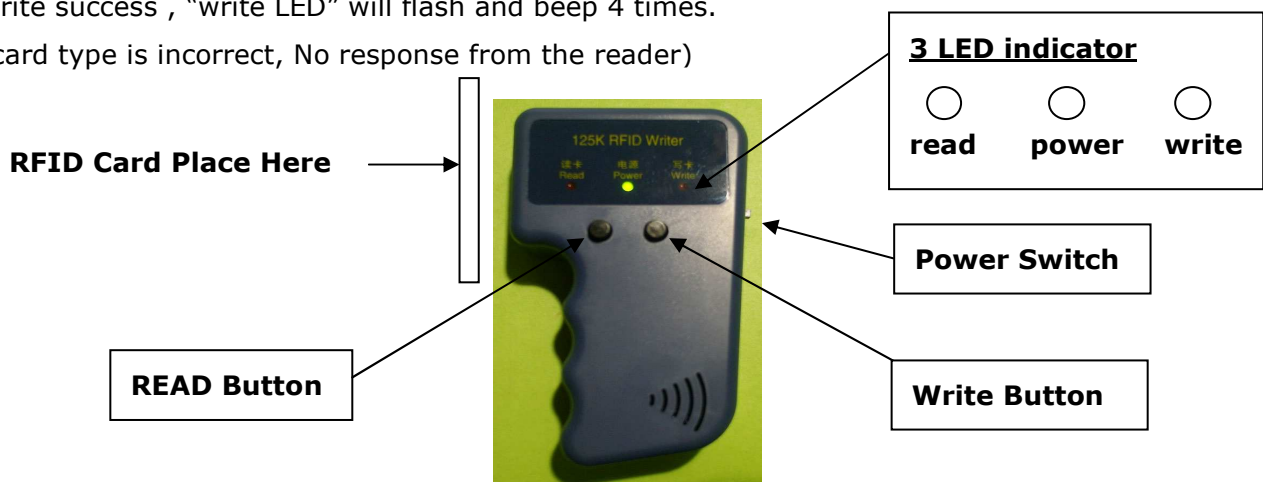 rite success , “write LED” will flash and beep 4 times.
card type is incorrect, No response from the reader)
3 LED indicator
read power write
RFID Card Place Here
125K RFID Writer
读卡 电源 写卡
Read Power Write
Power Switch
READ Button
Write Button